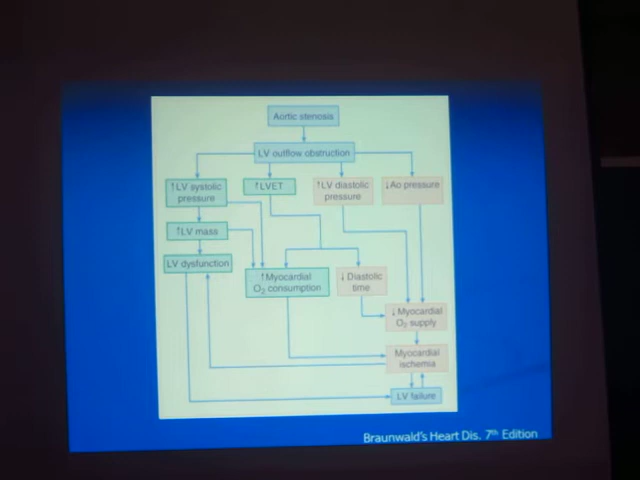 Aortic stenosis
LV outflow obstruction
↑LV systolic
pressure
↑LVET
↑LV diastolic
pressure
↓Ao pressure
↑LV mass
LV dysfunction
↑Myocardial
O₂ consumption
↓Diastolic
time
↓Myocardial
O₂ supply
Myocardial
ischemia
LV failure
Braunwald's Heart Dis. 7th Edition